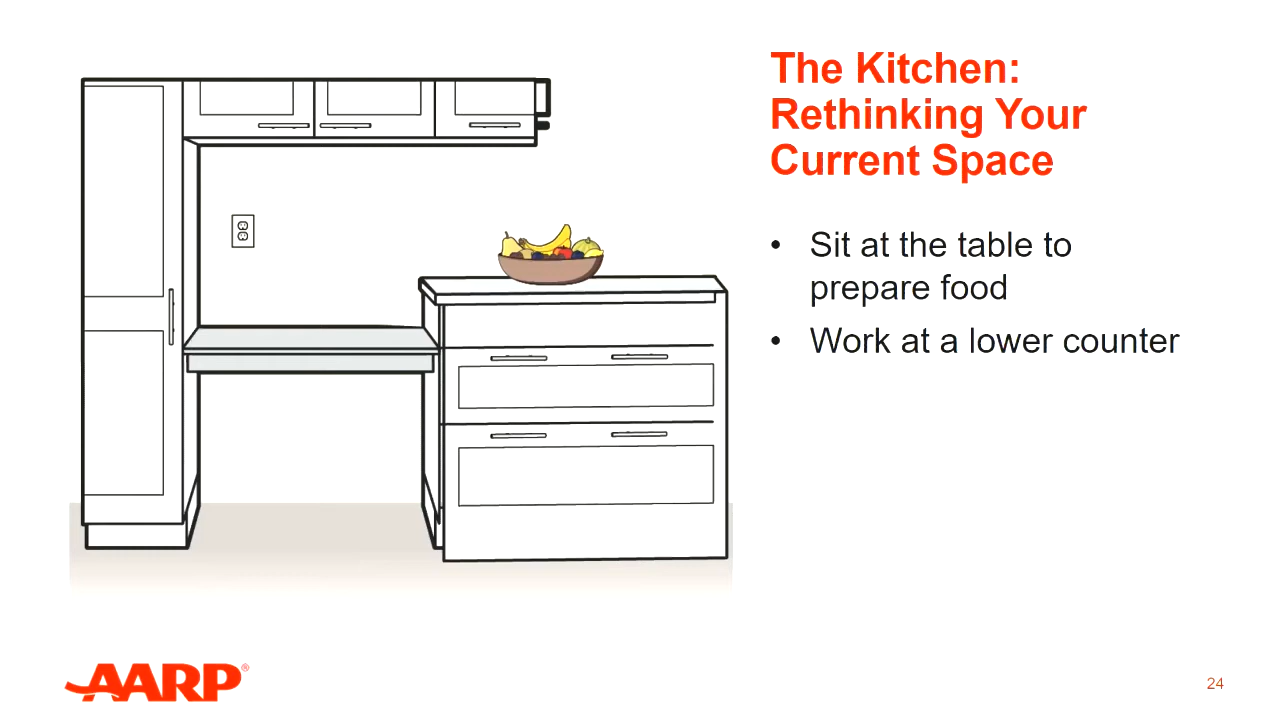 The Kitchen:
Rethinking Your
Current Space
• Sit at the table to
prepare food
• Work at a lower counter
AARP®
24